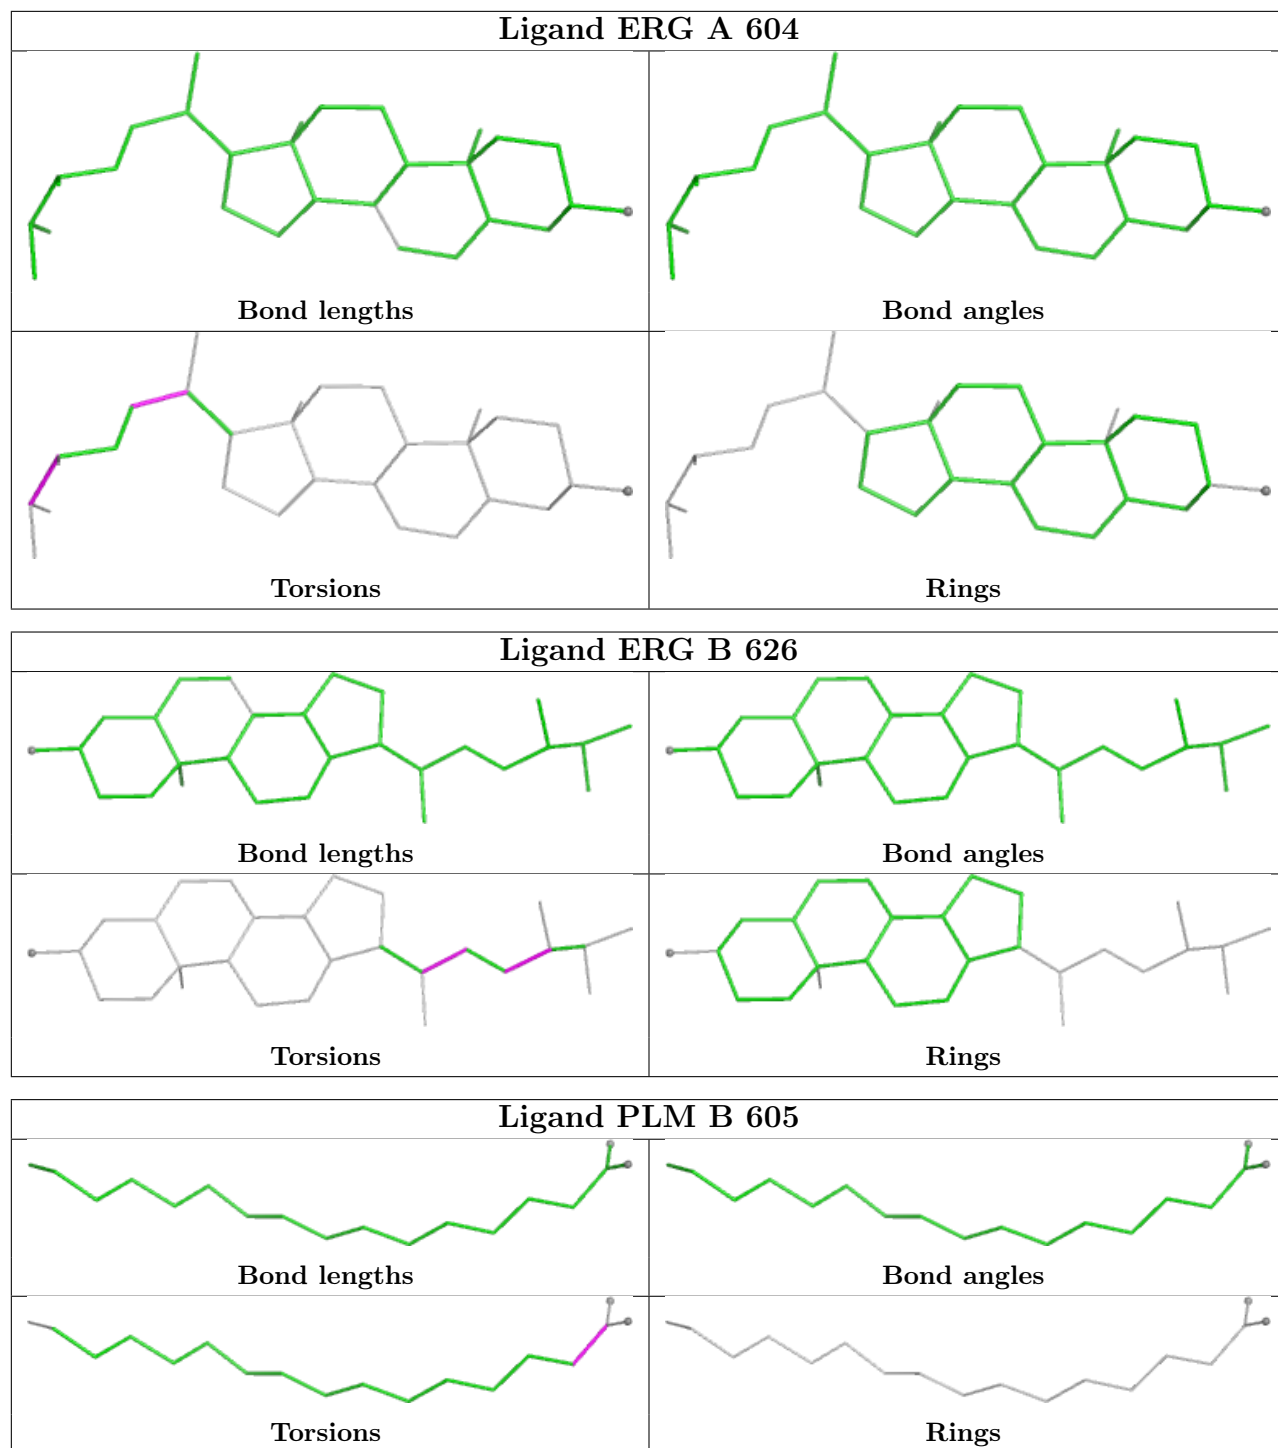 Ligand ERG A 604
Bond lengths
Bond angles
Torsions
Rings
Ligand ERG B 626
Bond lengths
Bond angles
Torsions
Rings
Ligand PLM B 605
Bond lengths
Bond angles
Torsions
Rings